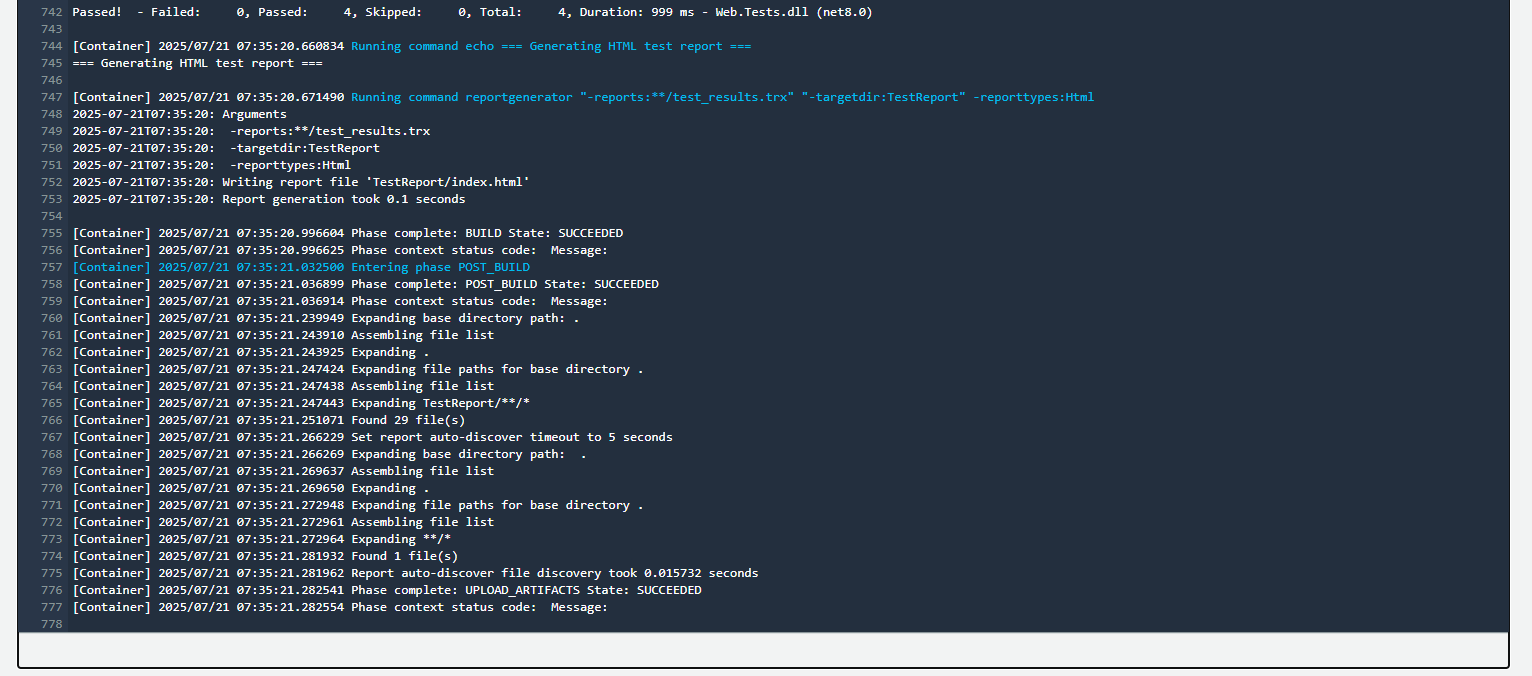 742 Passed!  - Failed:     0, Passed:     4, Skipped:     0, Total:     4, Duration: 999 ms - Web.Tests.dll (net8.0)
743
744 [Container] 2025/07/21 07:35:20.660834 Running command echo === Generating HTML test report ===
745 === Generating HTML test report ===
746
747 [Container] 2025/07/21 07:35:20.671490 Running command reportgenerator "-reports:**/test_results.trx" "-targetdir:TestReport" -reporttypes:Html
748 2025-07-21T07:35:20: Arguments
749 2025-07-21T07:35:20:  -reports:**/test_results.trx
750 2025-07-21T07:35:20:  -targetdir:TestReport
751 2025-07-21T07:35:20:  -reporttypes:Html
752 2025-07-21T07:35:20: Writing report file 'TestReport/index.html'
753 2025-07-21T07:35:20: Report generation took 0.1 seconds
754
755 [Container] 2025/07/21 07:35:20.996604 Phase complete: BUILD State: SUCCEEDED
756 [Container] 2025/07/21 07:35:20.996625 Phase context status code:  Message:
757 [Container] 2025/07/21 07:35:21.032500 Entering phase POST_BUILD
758 [Container] 2025/07/21 07:35:21.036899 Phase complete: POST_BUILD State: SUCCEEDED
759 [Container] 2025/07/21 07:35:21.036914 Phase context status code:  Message:
760 [Container] 2025/07/21 07:35:21.239949 Expanding base directory path: .
761 [Container] 2025/07/21 07:35:21.243910 Assembling file list
762 [Container] 2025/07/21 07:35:21.243925 Expanding .
763 [Container] 2025/07/21 07:35:21.247424 Expanding file paths for base directory .
764 [Container] 2025/07/21 07:35:21.247438 Assembling file list
765 [Container] 2025/07/21 07:35:21.247443 Expanding TestReport/**/*
766 [Container] 2025/07/21 07:35:21.251071 Found 29 file(s)
767 [Container] 2025/07/21 07:35:21.266229 Set report auto-discover timeout to 5 seconds
768 [Container] 2025/07/21 07:35:21.266269 Expanding base directory path:  .
769 [Container] 2025/07/21 07:35:21.269637 Assembling file list
770 [Container] 2025/07/21 07:35:21.269650 Expanding .
771 [Container] 2025/07/21 07:35:21.272948 Expanding file paths for base directory .
772 [Container] 2025/07/21 07:35:21.272961 Assembling file list
773 [Container] 2025/07/21 07:35:21.272964 Expanding **/*
774 [Container] 2025/07/21 07:35:21.281932 Found 1 file(s)
775 [Container] 2025/07/21 07:35:21.281962 Report auto-discover file discovery took 0.015732 seconds
776 [Container] 2025/07/21 07:35:21.282541 Phase complete: UPLOAD_ARTIFACTS State: SUCCEEDED
777 [Container] 2025/07/21 07:35:21.282554 Phase context status code:  Message:
778